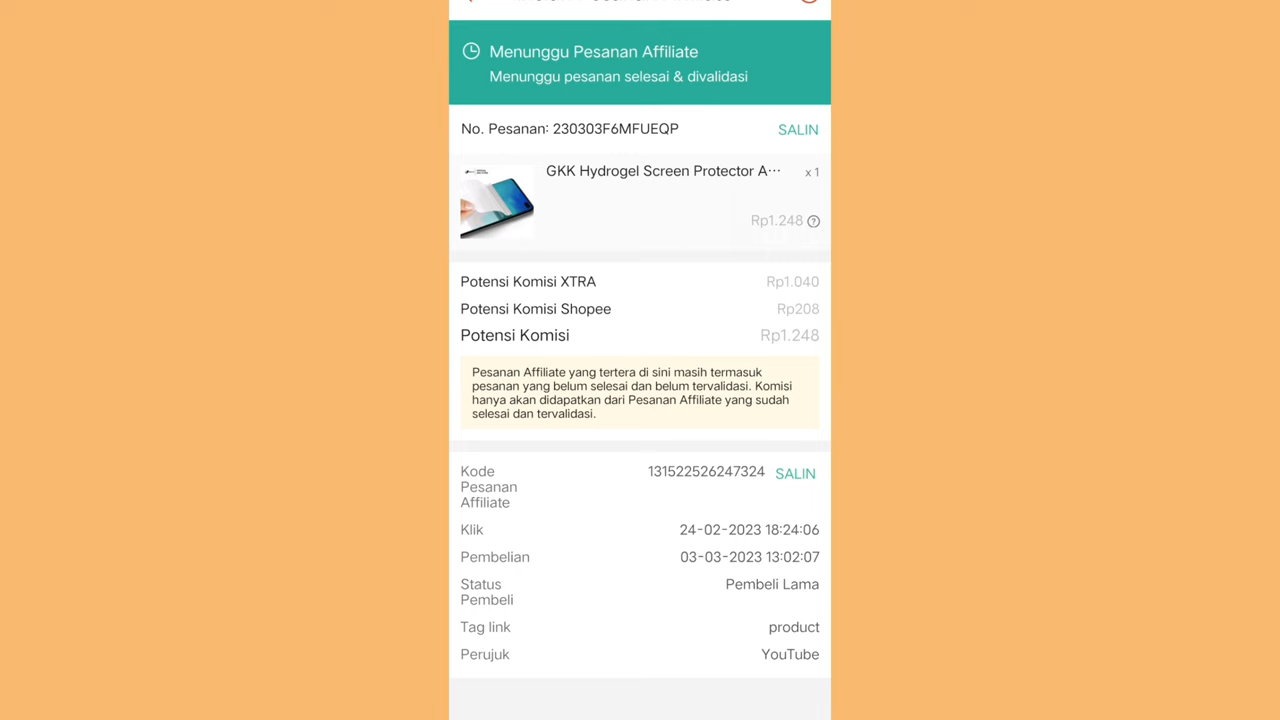 Menunggu Pesanan Affiliate
Menunggu pesanan selesai & divalidasi
No. Pesanan: 230303F6MFUEQP SALIN
GKK Hydrogel Screen Protector A··· x 1
Rp1.248
Potensi Komisi XTRA Rp1.040
Potensi Komisi Shopee Rp208
Potensi Komisi Rp1.248
Pesanan Affiliate yang tertera di sini masih termasuk
pesanan yang belum selesai dan belum tervalidasi. Komisi
hanya akan didapatkan dari Pesanan Affiliate yang sudah
selesai dan tervalidasi.
Kode 131522526247324 SALIN
Pesanan
Affiliate
Klik 24-02-2023 18:24:06
Pembelian 03-03-2023 13:02:07
Status Pembeli Lama
Pembeli
Tag link product
Perujuk YouTube